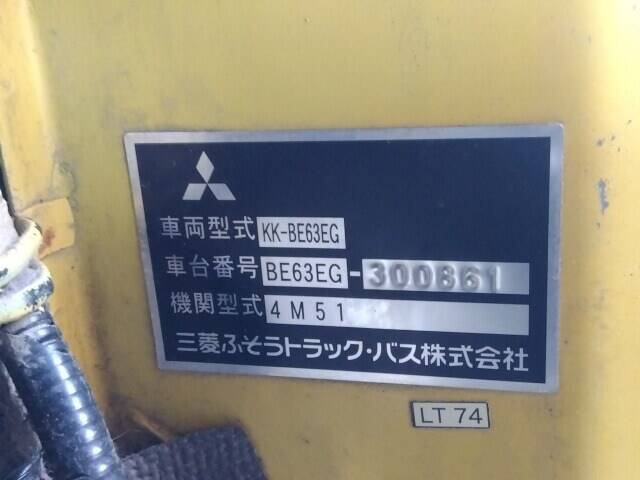 車両型式 KK-BE63EG
車台番号 BE63EG-300861
機関型式 4M51
三菱ふそうトラック・バス株式会社
LT 74